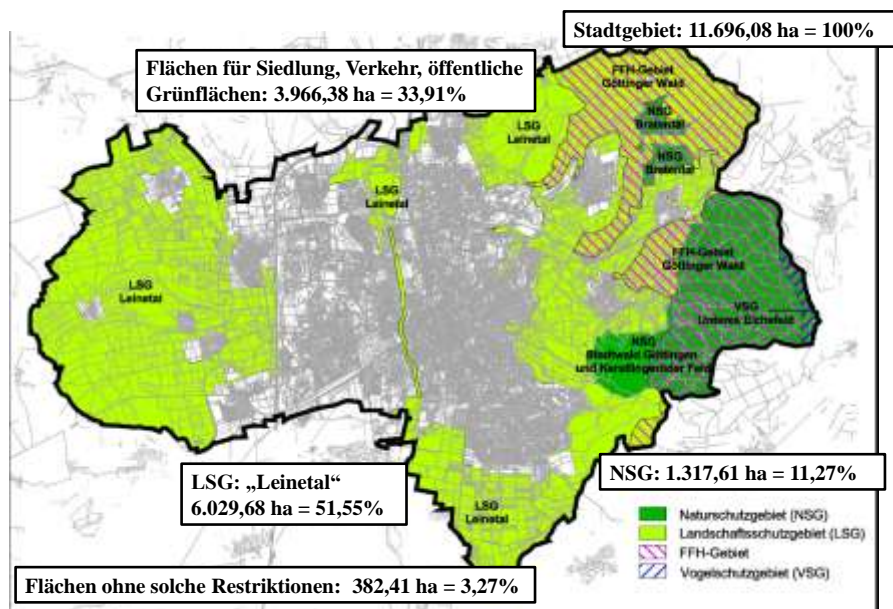 Stadtgebiet: 11.696,08 ha = 100%
Flächen für Siedlung, Verkehr, öffentliche
Grünflächen: 3.966,38 ha = 33,91%
FFH-Gebiet
Göttinger Wald
NSG
Bratental
LSG
Leinetal
NSG
Bratental
LSG
Leinetal
FFH-Gebiet
Göttinger Wald
LSG
Leinetal
VSG
Unteres Eichsfeld
NSG
Stadtwald Göttingen
und Kerstlingeröder Feld
LSG: „Leinetal“
6.029,68 ha = 51,55%
NSG: 1.317,61 ha = 11,27%
LSG
Leinetal
Naturschutzgebiet (NSG)
Landschaftsschutzgebiet (LSG)
FFH-Gebiet
Vogelschutzgebiet (VSG)
Flächen ohne solche Restriktionen: 382,41 ha = 3,27%